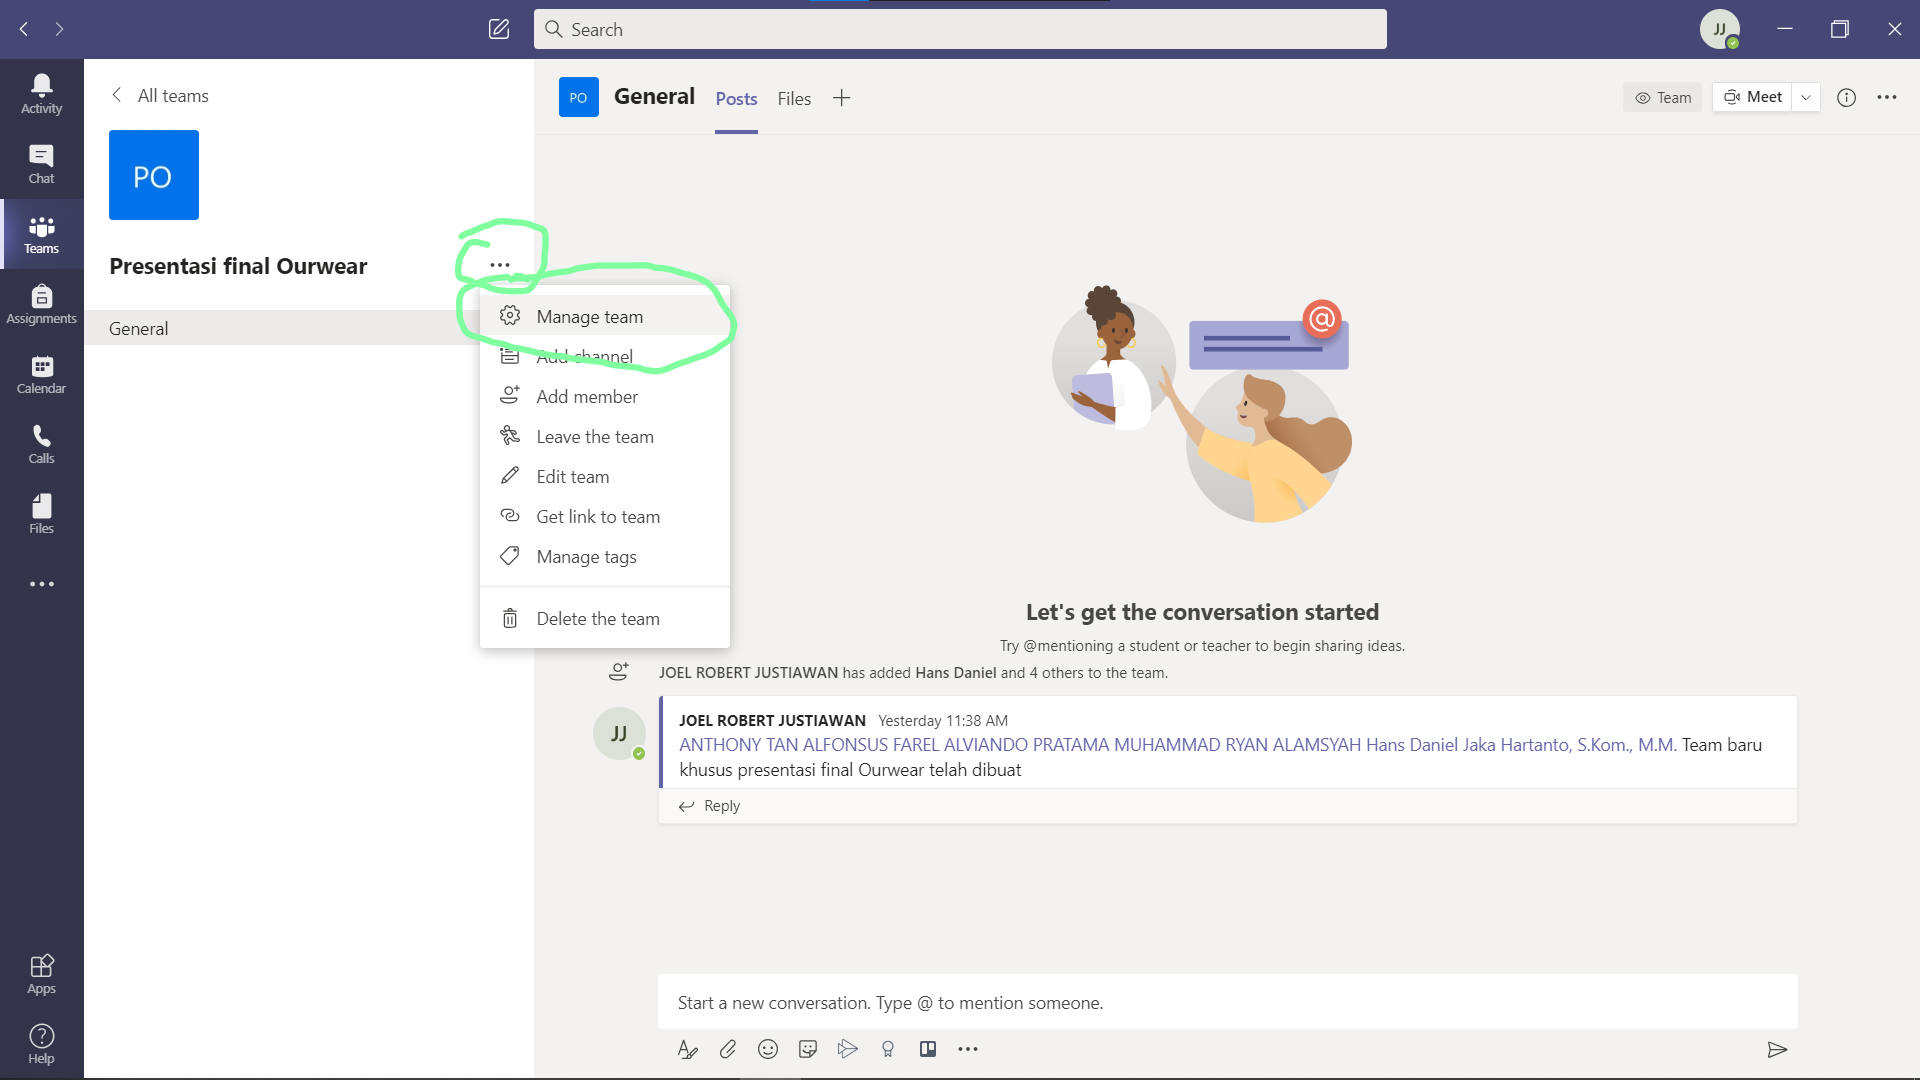 Search
JJ
Activity
Chat
Teams
Assignments
Calendar
Calls
Files
Apps
Help
All teams
PO
Presentasi final Ourwear
General
Manage team
Add channel
Add member
Leave the team
Edit team
Get link to team
Manage tags
Delete the team
PO General Posts Files
Team Meet
@
Let's get the conversation started
Try @mentioning a student or teacher to begin sharing ideas.
JOEL ROBERT JUSTIAWAN has added Hans Daniel and 4 others to the team.
JJ
JOEL ROBERT JUSTIAWAN Yesterday 11:38 AM
ANTHONY TAN ALFONSUS FAREL ALVIANDO PRATAMA MUHAMMAD RYAN ALAMSYAH Hans Daniel Jaka Hartanto, S.Kom., M.M. Team baru
khusus presentasi final Ourwear telah dibuat
Reply
Start a new conversation. Type @ to mention someone.